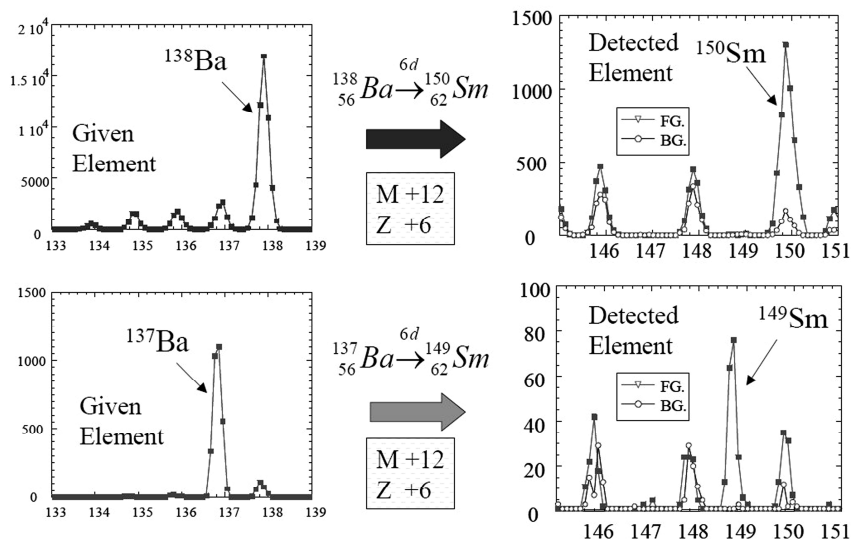 2 10⁴
1.5 10⁴
1 10⁴
5000
0
133 134 135 136 137 138 139
¹³⁸Ba
Given
Element
¹³⁸₅₆Ba →⁶ᵈ ¹⁵⁰₆₂Sm
M +12
Z +6
1500
1000
500
0
146 147 148 149 150 151
Detected
Element
¹⁵⁰Sm
FG.
BG.
1500
1000
500
0
133 134 135 136 137 138 139
¹³⁷Ba
Given
Element
¹³⁷₅₆Ba →⁶ᵈ ¹⁴⁹₆₂Sm
M +12
Z +6
100
80
60
40
20
0
146 147 148 149 150 151
Detected
Element
¹⁴⁹Sm
FG.
BG.